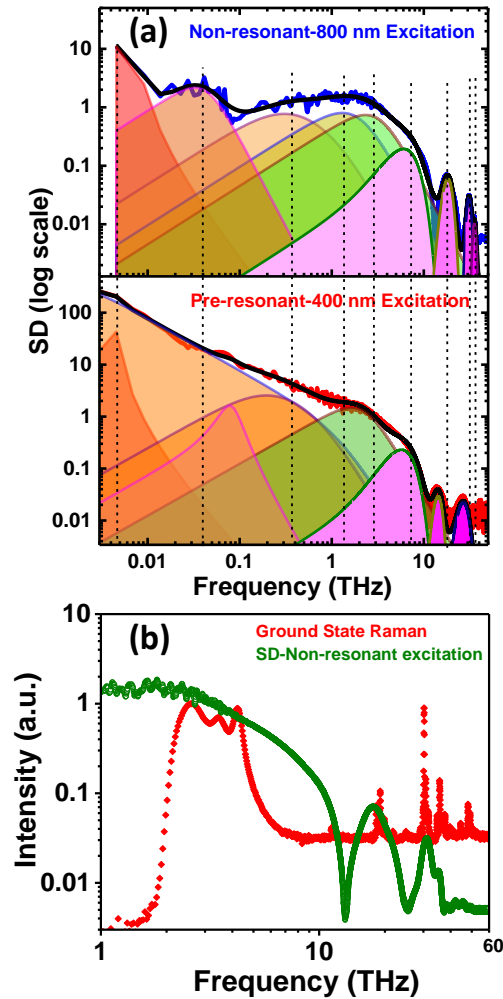 (a)
Non-resonant-800 nm Excitation
10
1
0.1
0.01
SD (log scale)
Pre-resonant-400 nm Excitation
100
10
1
0.1
0.01
0.01
0.1
1
10
Frequency (THz)
(b)
Ground State Raman
SD-Non-resonant excitation
10
1
0.1
0.01
Intensity (a.u.)
1
10
60
Frequency (THz)